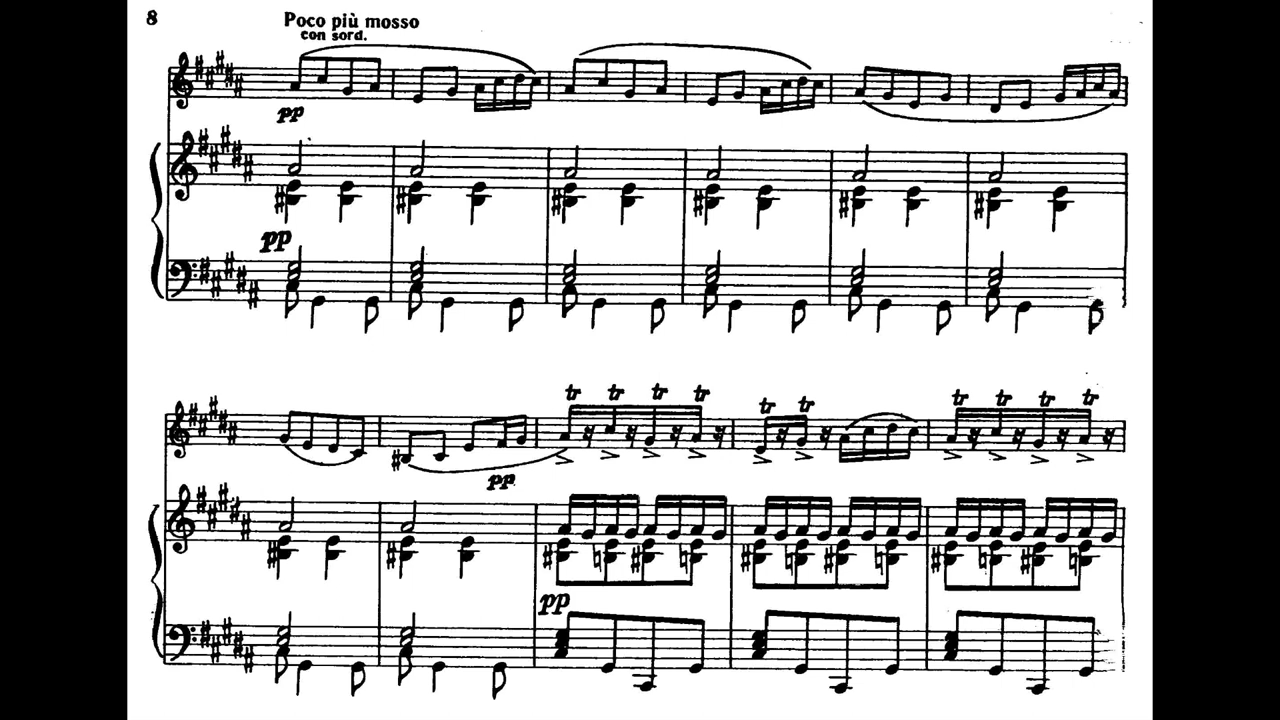 8
Poco più mosso
con sord.
pp
pp
tr tr tr tr tr tr tr tr tr tr
pp
pp